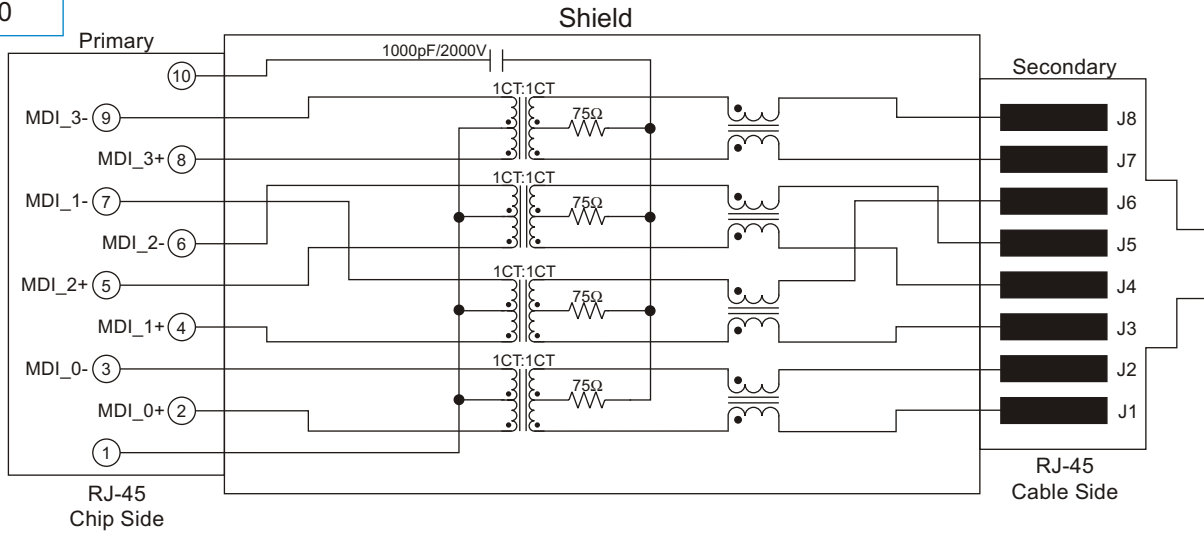 0
Shield
Primary
1000pF/2000V
10
Secondary
1CT:1CT
MDI_3- 9
75Ω
J8
MDI_3+ 8
J7
1CT:1CT
MDI_1- 7
75Ω
J6
MDI_2- 6
J5
1CT:1CT
MDI_2+ 5
75Ω
J4
MDI_1+ 4
J3
1CT:1CT
MDI_0- 3
75Ω
J2
MDI_0+ 2
J1
1
RJ-45
Chip Side
RJ-45
Cable Side